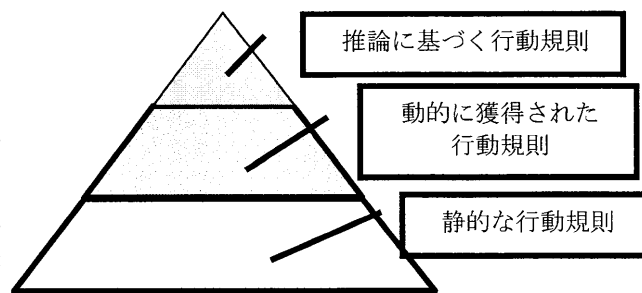 推論に基づく行動規則
動的に獲得された
行動規則
静的な行動規則